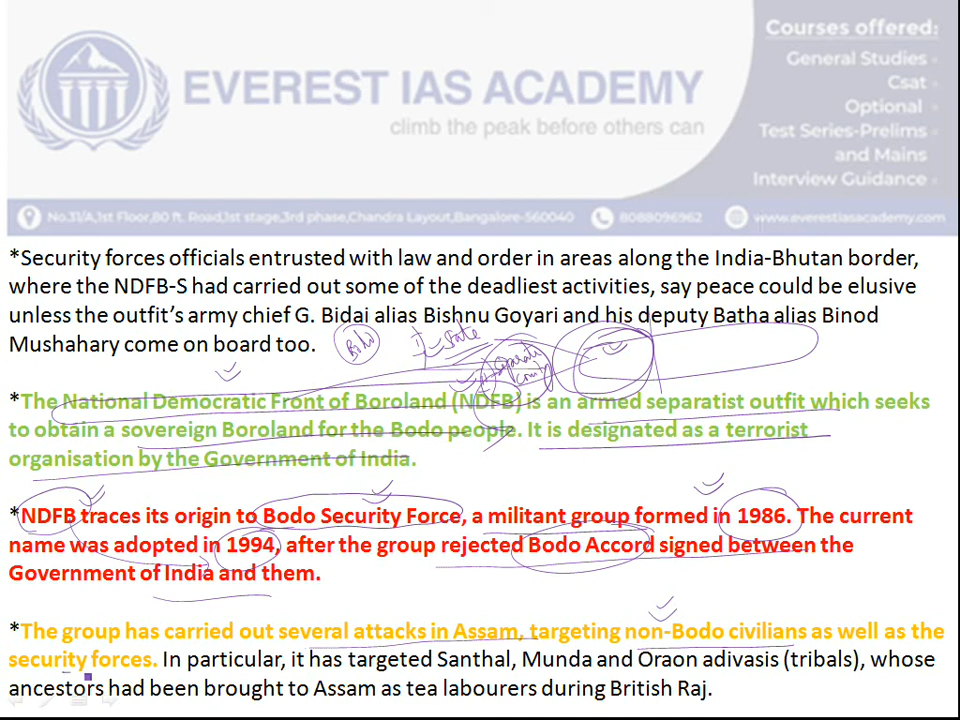 Courses offered:
General Studies
Csat
Optional
Test Series-Prelims
and Mains
Interview Guidance
EVEREST IAS ACADEMY
climb the peak before others can
No.31/A,1st Floor,80 ft. Road,1st stage,3rd phase,Chandra Layout,Bangalore-560040
8088096962
www.everestiasacademy.com
*Security forces officials entrusted with law and order in areas along the India-Bhutan border,
where the NDFB-S had carried out some of the deadliest activities, say peace could be elusive
unless the outfit's army chief G. Bidai alias Bishnu Goyari and his deputy Batha alias Binod
Mushahary come on board too.
Bodo
1) State
2) Separate
*The National Democratic Front of Boroland (NDFB) is an armed separatist outfit which seeks
to obtain a sovereign Boroland for the Bodo people. It is designated as a terrorist
organisation by the Government of India.
*NDFB traces its origin to Bodo Security Force, a militant group formed in 1986. The current
name was adopted in 1994, after the group rejected Bodo Accord signed between the
Government of India and them.
*The group has carried out several attacks in Assam, targeting non-Bodo civilians as well as the
security forces. In particular, it has targeted Santhal, Munda and Oraon adivasis (tribals), whose
ancestors had been brought to Assam as tea labourers during British Raj.